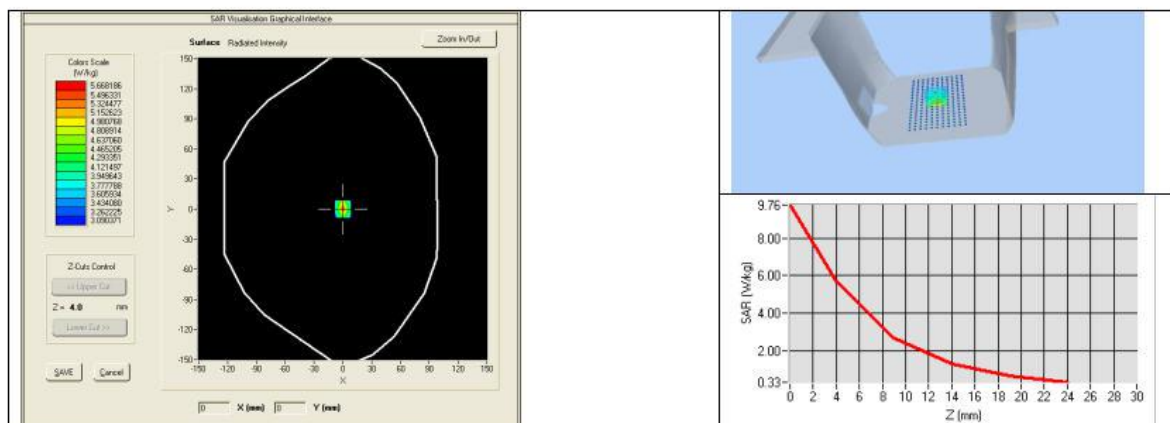 SAR Visualisation Graphical Interface
Surface Radiated Intensity
Zoom In/Out
Colors Scale
(W/kg)
5.668186
5.496331
5.324477
5.152623
4.980768
4.808914
4.637060
4.465205
4.293351
4.121497
3.949643
3.777788
3.605934
3.434080
3.262225
3.090371
Z-Cuts Control
<< Upper Cut
Z = 4.0 mm
Lower Cut >>
SAVE Cancel
150
120
90
60
30
0
-30
-60
-90
-120
-150
Y
-150 -120 -90 -60 -30 0 30 60 90 120 150
X
0 X (mm) 0 Y (mm)
9.76
8.00
6.00
4.00
2.00
0.33
SAR (W/kg)
0 2 4 6 8 10 12 14 16 18 20 22 24 26 28 30
Z (mm)